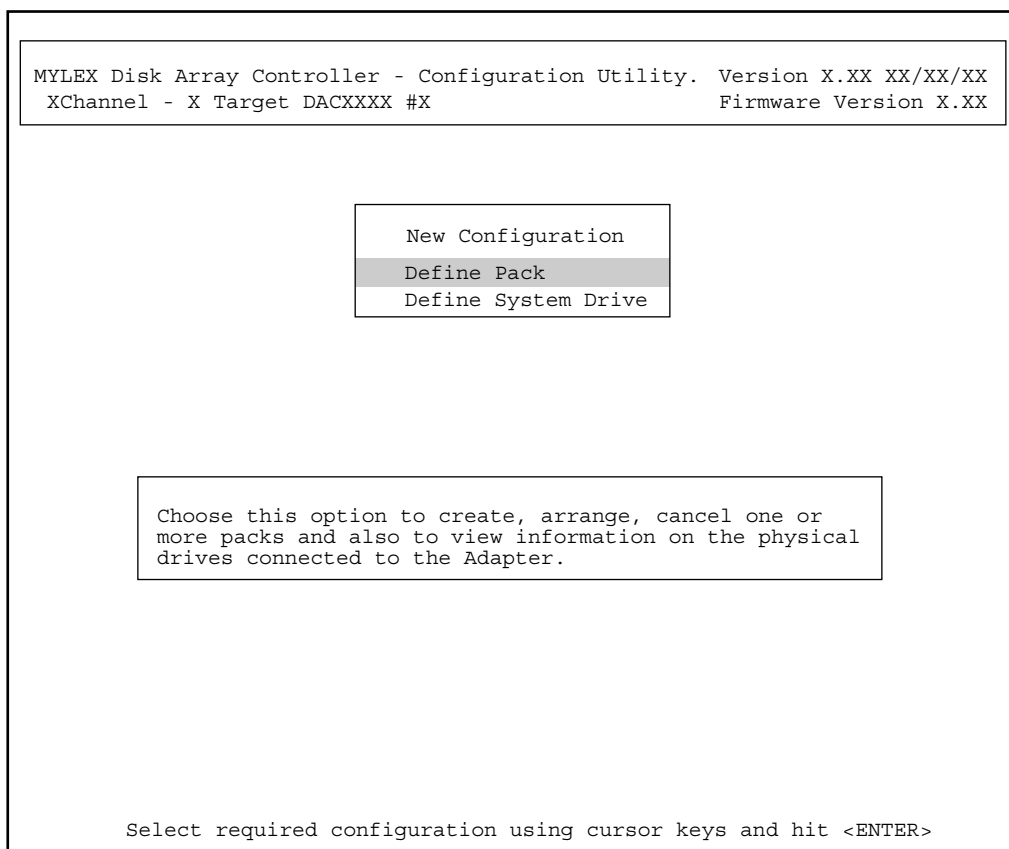 MYLEX Disk Array Controller - Configuration Utility. Version X.XX XX/XX/XX
XChannel - X Target DACXXXX #X Firmware Version X.XX
New Configuration
Define Pack
Define System Drive
Choose this option to create, arrange, cancel one or
more packs and also to view information on the physical
drives connected to the Adapter.
Select required configuration using cursor keys and hit <ENTER>